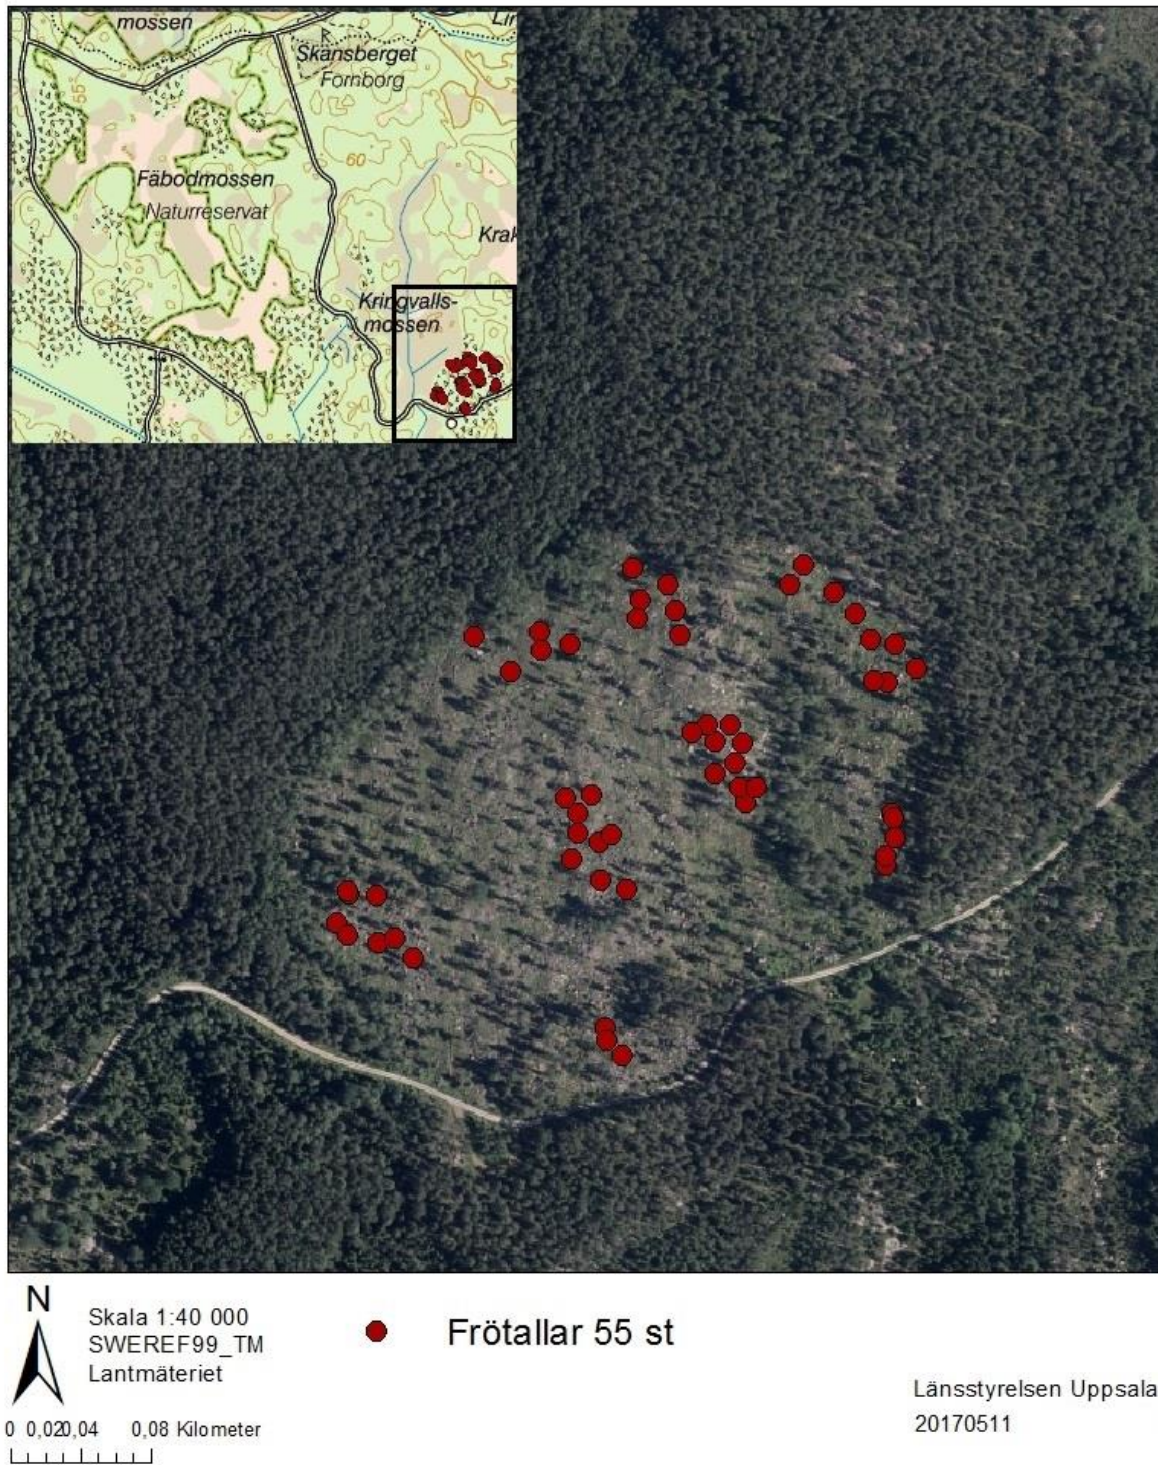 mossen
Skansberget
Fornborg
55
60
Fäbodmossen
Naturreservat
Krak
Kringvalls-
mossen
N
Skala 1:40 000
SWEREF99_TM
Lantmäteriet
Frötallar 55 st
Länsstyrelsen Uppsala
20170511
0 0,02 0,04 0,08 Kilometer